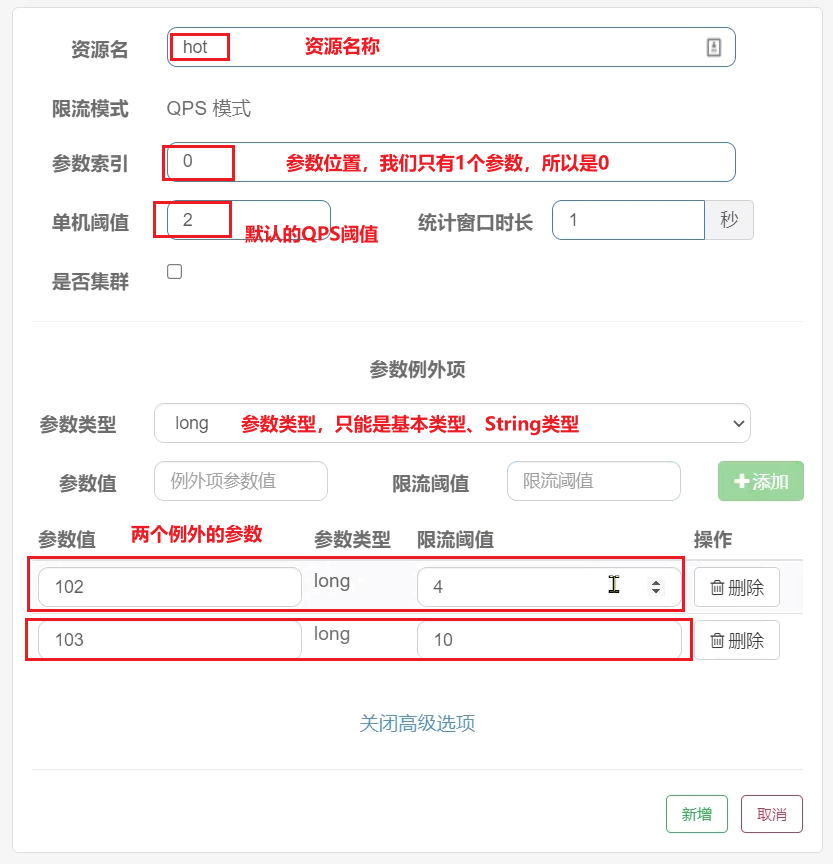 资源名 hot 资源名称
限流模式 QPS 模式
参数索引 0 参数位置，我们只有1个参数，所以是0
单机阈值 2 默认的QPS阈值 统计窗口时长 1 秒
是否集群
参数例外项
参数类型 long 参数类型，只能是基本类型、String类型
参数值 例外项参数值 限流阈值 限流阈值 +添加
参数值 两个例外的参数 参数类型 限流阈值 操作
102 long 4 删除
103 long 10 删除
关闭高级选项
新增 取消